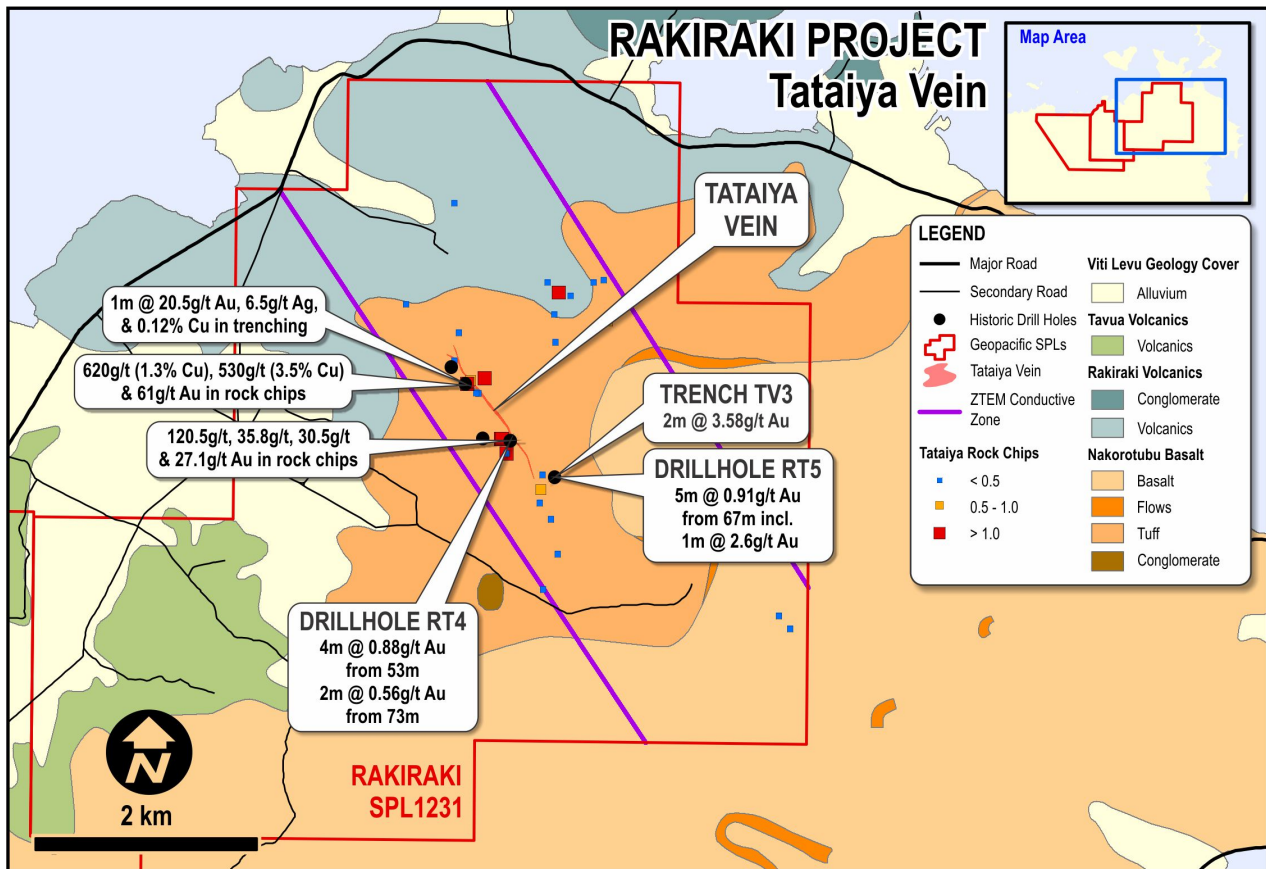 RAKIRAKI PROJECT
Tataiya Vein
Map Area
TATAIYA
VEIN
1m @ 20.5g/t Au, 6.5g/t Ag,
& 0.12% Cu in trenching
620g/t (1.3% Cu), 530g/t (3.5% Cu)
& 61g/t Au in rock chips
120.5g/t, 35.8g/t, 30.5g/t
& 27.1g/t Au in rock chips
TRENCH TV3
2m @ 3.58g/t Au
DRILLHOLE RT5
5m @ 0.91g/t Au
from 67m incl.
1m @ 2.6g/t Au
DRILLHOLE RT4
4m @ 0.88g/t Au
from 53m
2m @ 0.56g/t Au
from 73m
LEGEND
Major Road
Secondary Road
Historic Drill Holes
Geopacific SPLs
Tataiya Vein
ZTEM Conductive
Zone
Tataiya Rock Chips
< 0.5
0.5 - 1.0
> 1.0
Viti Levu Geology Cover
Alluvium
Tavua Volcanics
Volcanics
Rakiraki Volcanics
Conglomerate
Volcanics
Nakorotubu Basalt
Basalt
Flows
Tuff
Conglomerate
N
2 km
RAKIRAKI
SPL1231